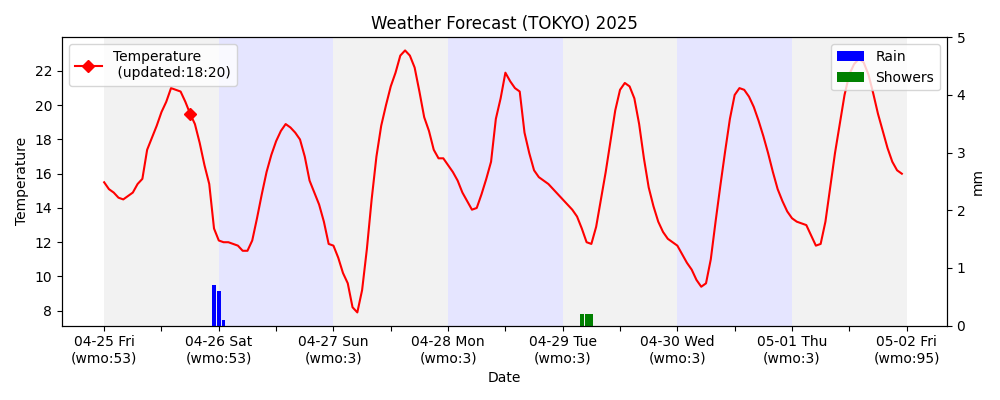 Weather Forecast (TOKYO) 2025
Temperature
(updated:18:20)
Rain
Showers
Temperature
22
20
18
16
14
12
10
8
5
4
3
2
1
0
mm
04-25 Fri
(wmo:53)
04-26 Sat
(wmo:53)
04-27 Sun
(wmo:3)
04-28 Mon
(wmo:3)
04-29 Tue
(wmo:3)
04-30 Wed
(wmo:3)
05-01 Thu
(wmo:3)
05-02 Fri
(wmo:95)
Date